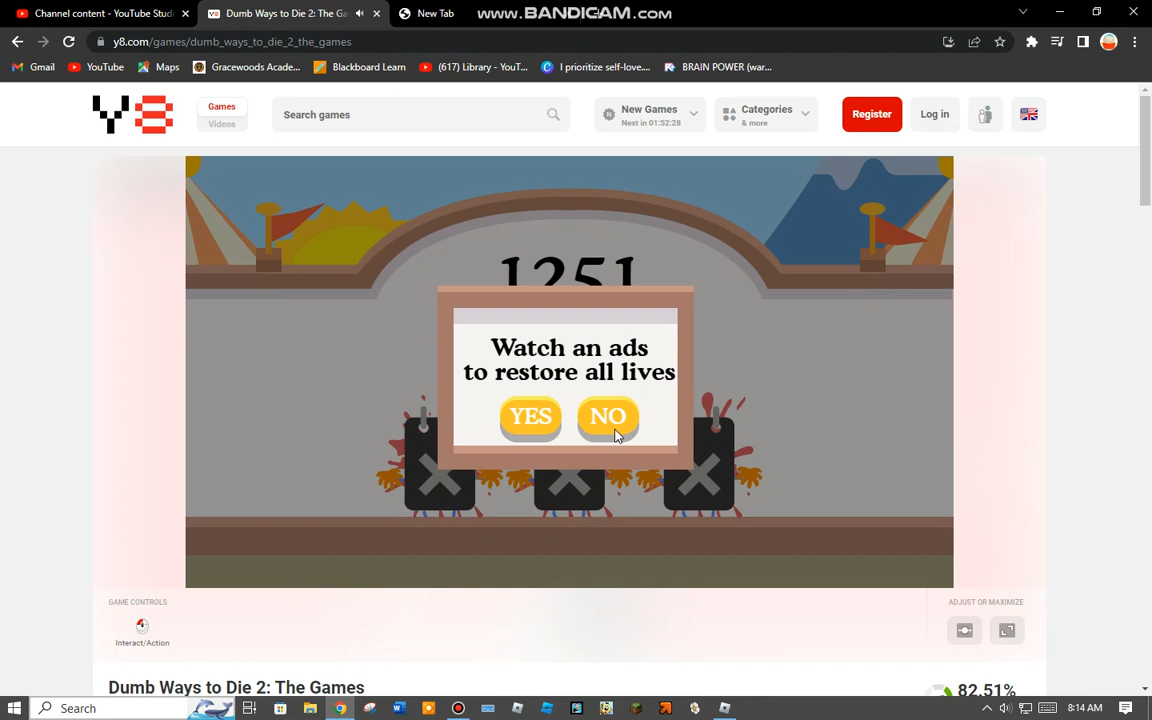 Channel content - YouTube Studi
Dumb Ways to Die 2: The Ga
New Tab
www.BANDICAM.com
y8.com/games/dumb_ways_to_die_2_the_games
Gmail
YouTube
Maps
Gracewoods Acade...
Blackboard Learn
(617) Library - YouT...
I prioritize self-love....
BRAIN POWER (war...
Y8
Games
Videos
Search games
New Games
Next in 01:52:28
Categories
& more
Register
Log in
1251
Watch an ads
to restore all lives
YES
NO
GAME CONTROLS
Interact/Action
ADJUST OR MAXIMIZE
Dumb Ways to Die 2: The Games
82.51%
Search
8:14 AM